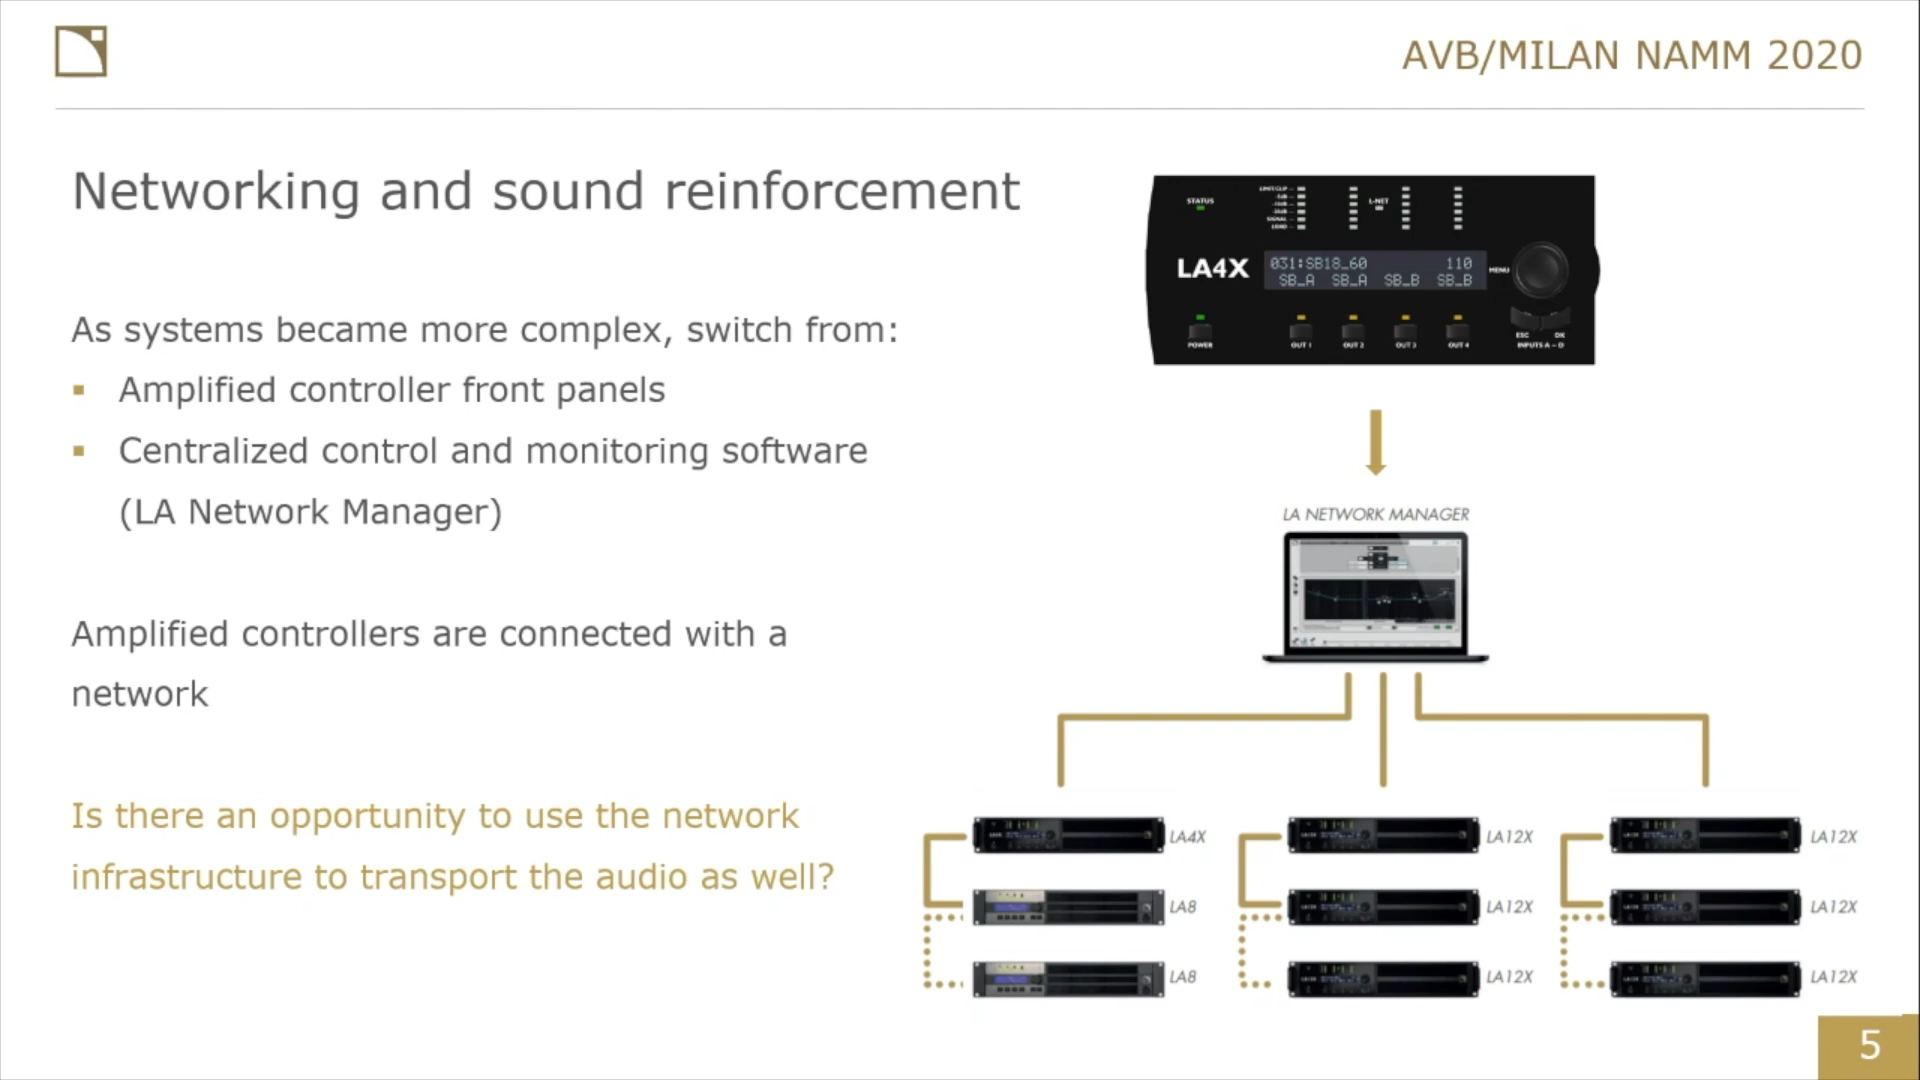 AVB/MILAN NAMM 2020
Networking and sound reinforcement
As systems became more complex, switch from:
▪ Amplified controller front panels
▪ Centralized control and monitoring software
(LA Network Manager)
Amplified controllers are connected with a
network
Is there an opportunity to use the network
infrastructure to transport the audio as well?
STATUS
LIMIT/CLIP
L-NET
SIGNAL
LOAD
LA4X
031:SB18_60 110
SB_A SB_A SB_B SB_B
MENU
POWER
OUT 1 OUT 2 OUT 3 OUT 4
ESC OK
INPUTS A – D
LA NETWORK MANAGER
LA4X LA12X LA12X
LA8 LA12X LA12X
LA8 LA12X LA12X
5